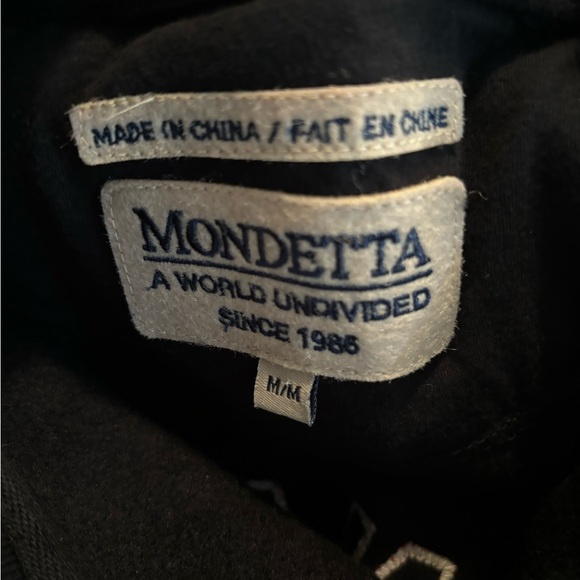 MADE IN CHINA / FAIT EN CHINE
MONDETTA
A WORLD UNDIVIDED
SINCE 1986
M/M